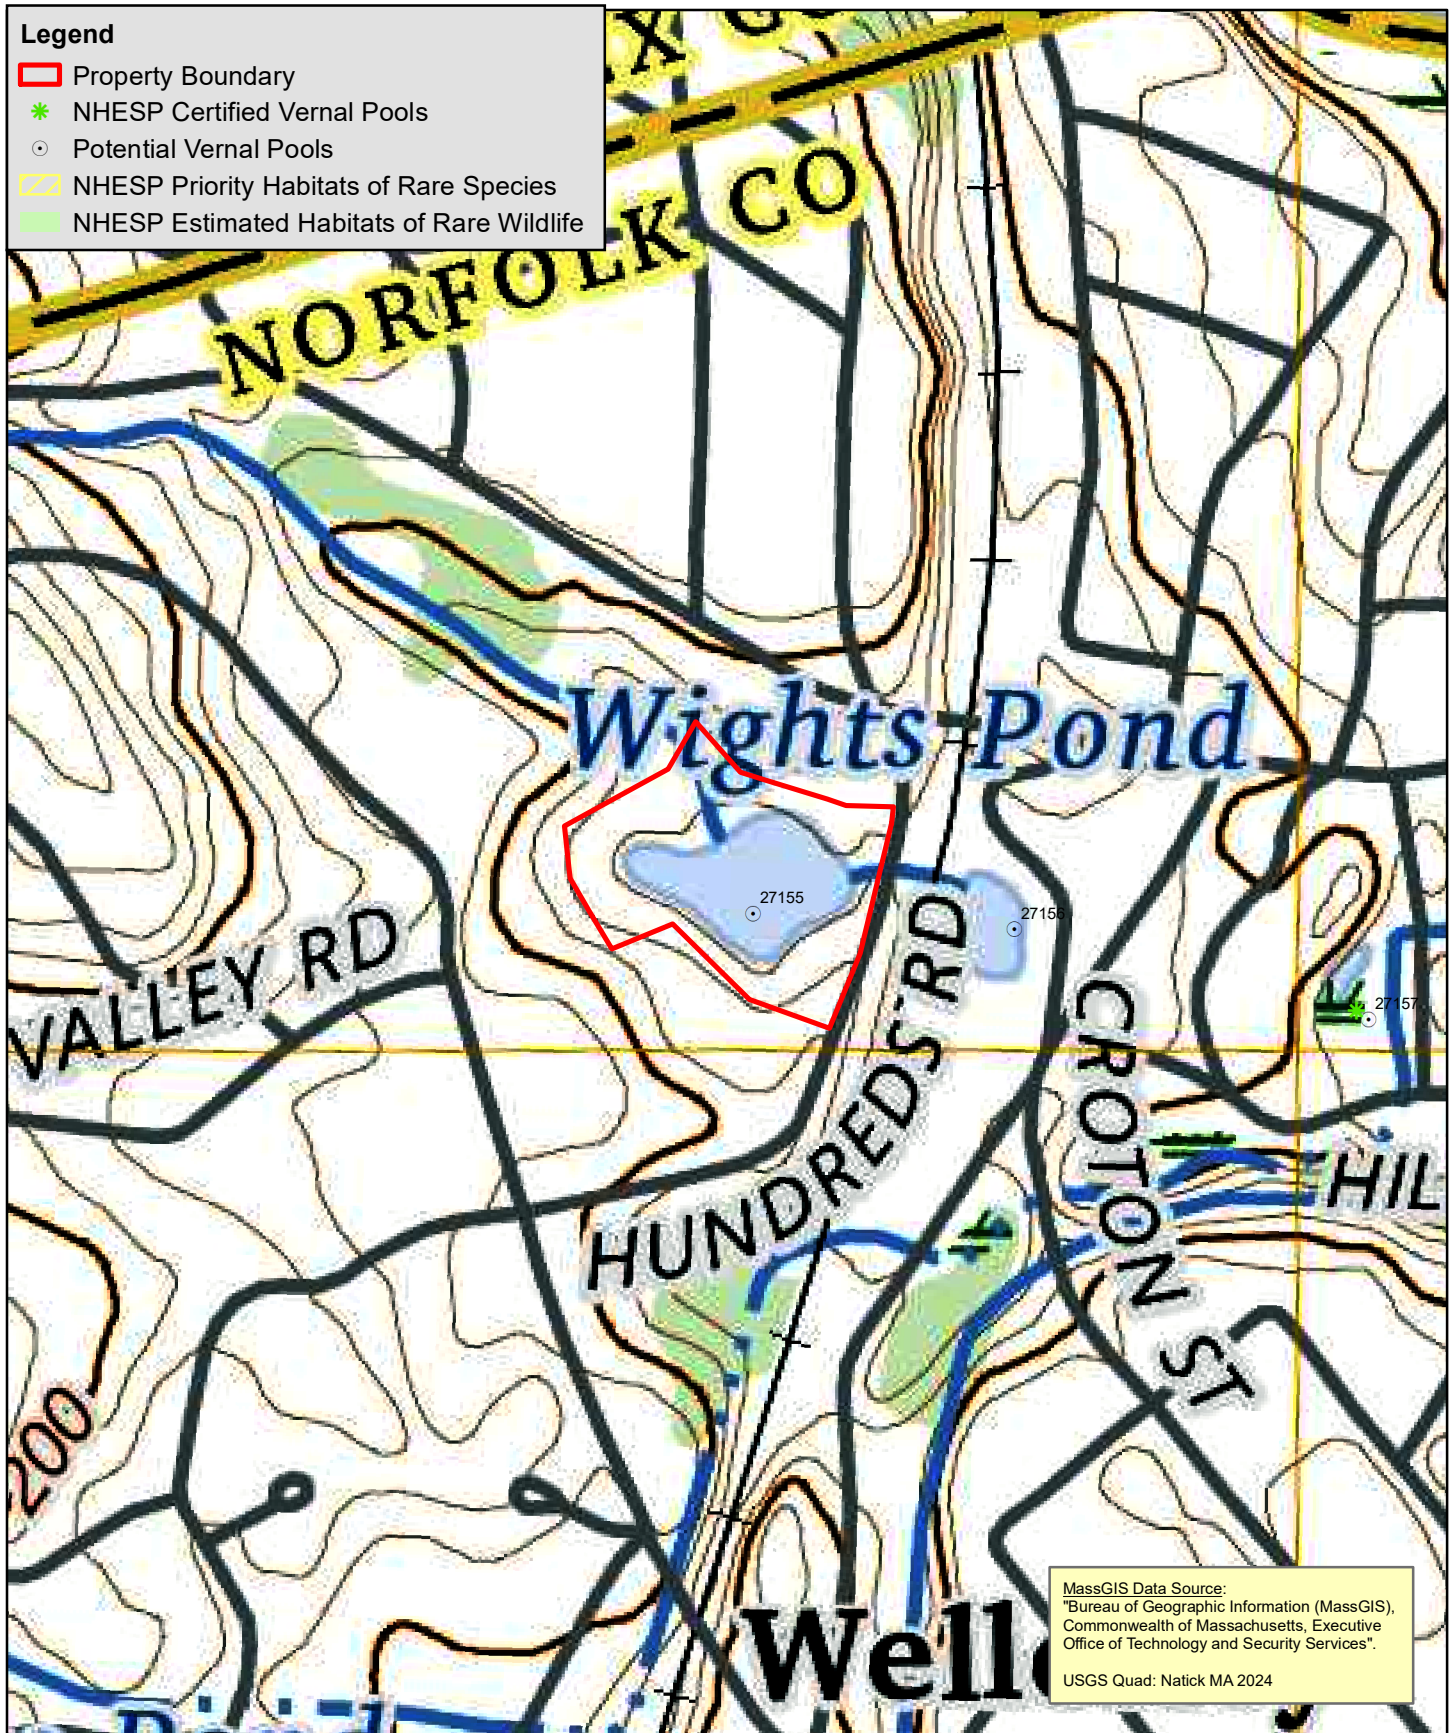 Legend
Property Boundary
NHESP Certified Vernal Pools
Potential Vernal Pools
NHESP Priority Habitats of Rare Species
NHESP Estimated Habitats of Rare Wildlife
NORFOLK CO
Wights Pond
27155
27157
VALLEY RD
HUNDREDS RD
CROTON ST
HIL
200
MassGIS Data Source:
"Bureau of Geographic Information (MassGIS),
Commonwealth of Massachusetts, Executive
Office of Technology and Security Services".
USGS Quad: Natick MA 2024
Well
Pond